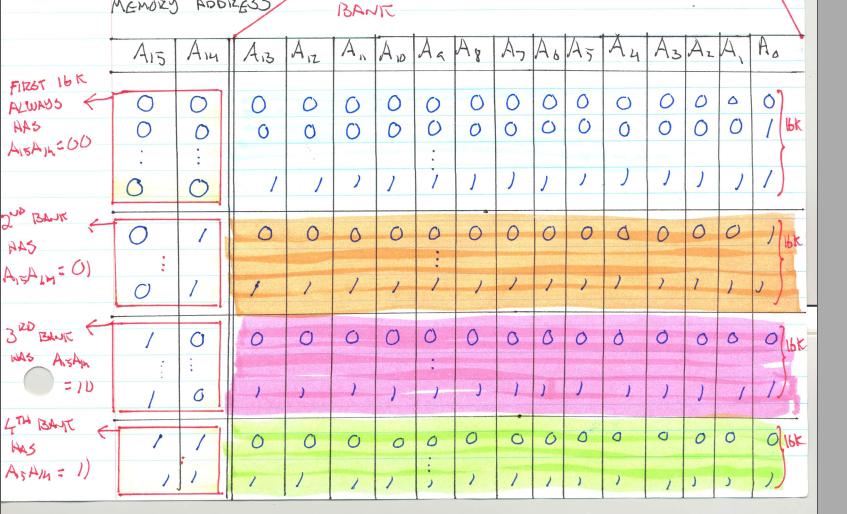 MEMORY ADDRESS
BANK
A15 A14 A13 A12 A11 A10 A9 A8 A7 A6 A5 A4 A3 A2 A1 A0
FIRST 16K
ALWAYS
HAS
A15A14=00
0 0 0 0 0 0 0 0 0 0 0 0 0 0 0 0
0 0 0 0 0 0 0 0 0 0 0 0 0 0 0 1
⋮ ⋮ ⋮
0 0 1 1 1 1 1 1 1 1 1 1 1 1 1 1
16K
2ND BANK
HAS
A15A14=01
0 1 0 0 0 0 0 0 0 0 0 0 0 0 0 1
⋮ ⋮
0 1 1 1 1 1 1 1 1 1 1 1 1 1 1 1
16K
3RD BANK
HAS A15A14
=10
1 0 0 0 0 0 0 0 0 0 0 0 0 0 0 0
⋮ ⋮ ⋮
1 0 1 1 1 1 1 1 1 1 1 1 1 1 1 1
16K
4TH BANK
HAS
A15A14=11
1 1 0 0 0 0 0 0 0 0 0 0 0 0 0 0
⋮ ⋮
1 1 1 1 1 1 1 1 1 1 1 1 1 1 1 1
16K